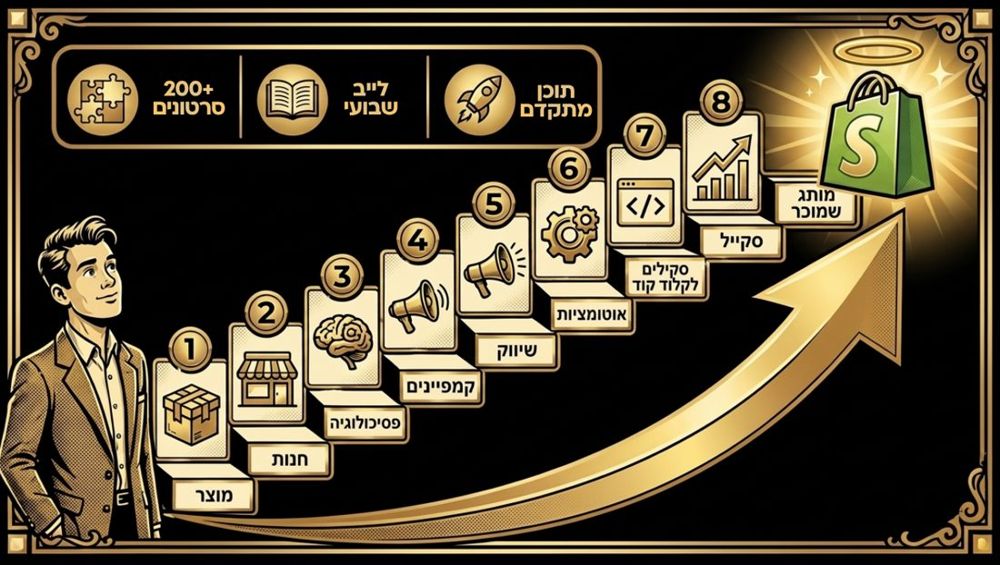 תוכן
מתקדם
לייב
שבועי
200+
סרטונים
1
מוצר
2
חנות
3
פסיכולוגיה
4
קמפיינים
5
שיווק
6
אוטומציות
7
</>
סקילים
לקלוד קוד
8
סקייל
מותג
שמוכר
S